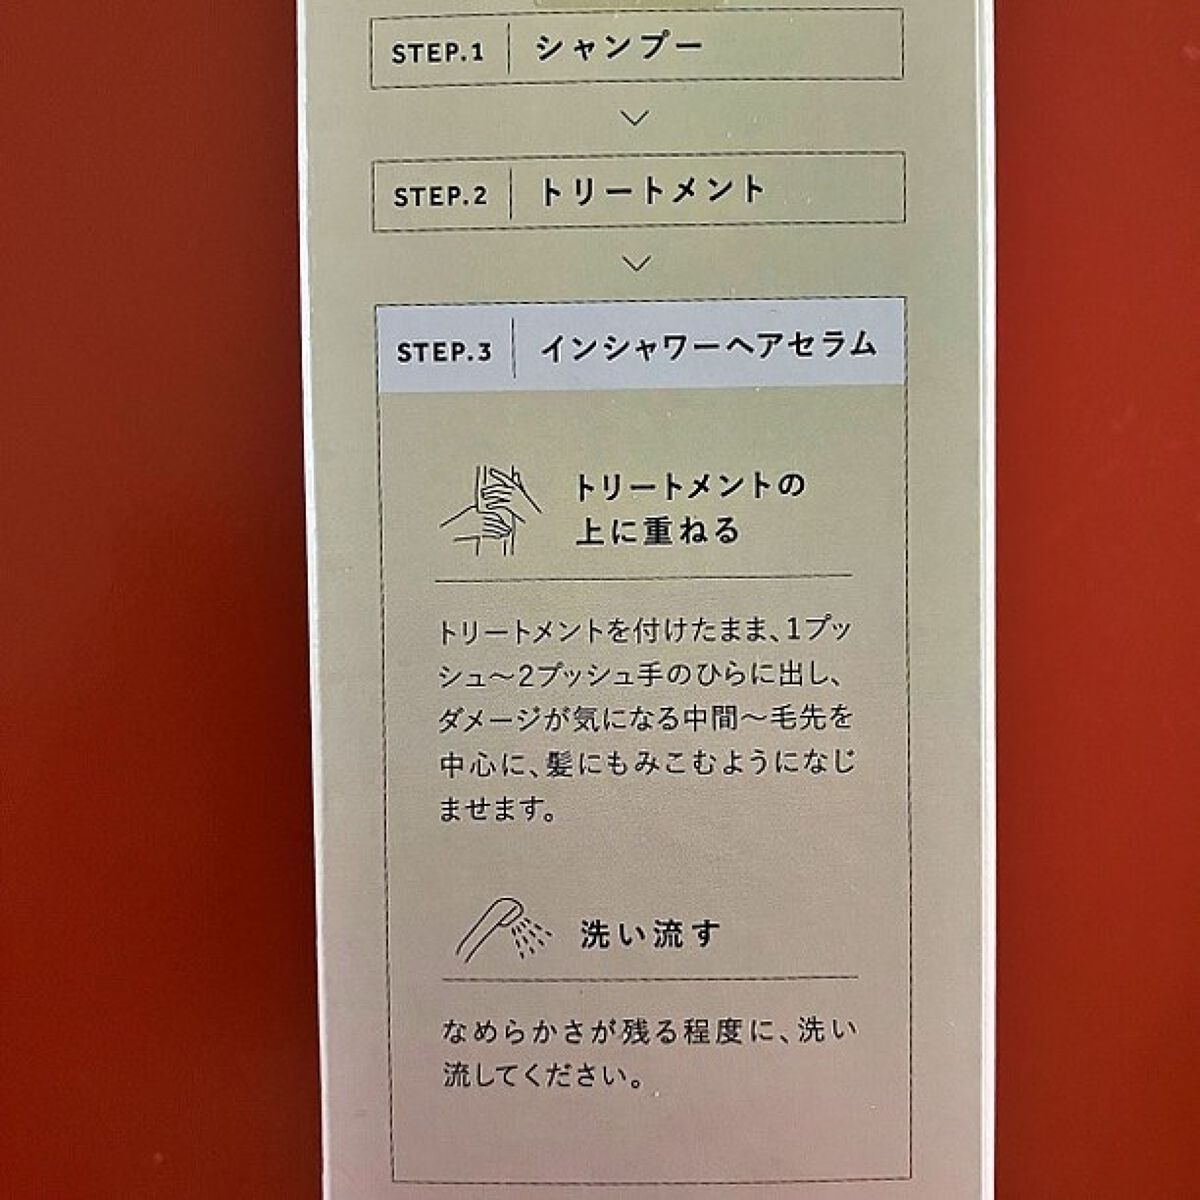 STEP.1 シャンプー
STEP.2 トリートメント
STEP.3 インシャワーヘアセラム
トリートメントの
上に重ねる
トリートメントを付けたまま、1プッ
シュ〜2プッシュ手のひらに出し、
ダメージが気になる中間〜毛先を
中心に、髪にもみこむようになじ
ませます。
洗い流す
なめらかさが残る程度に、洗い
流してください。